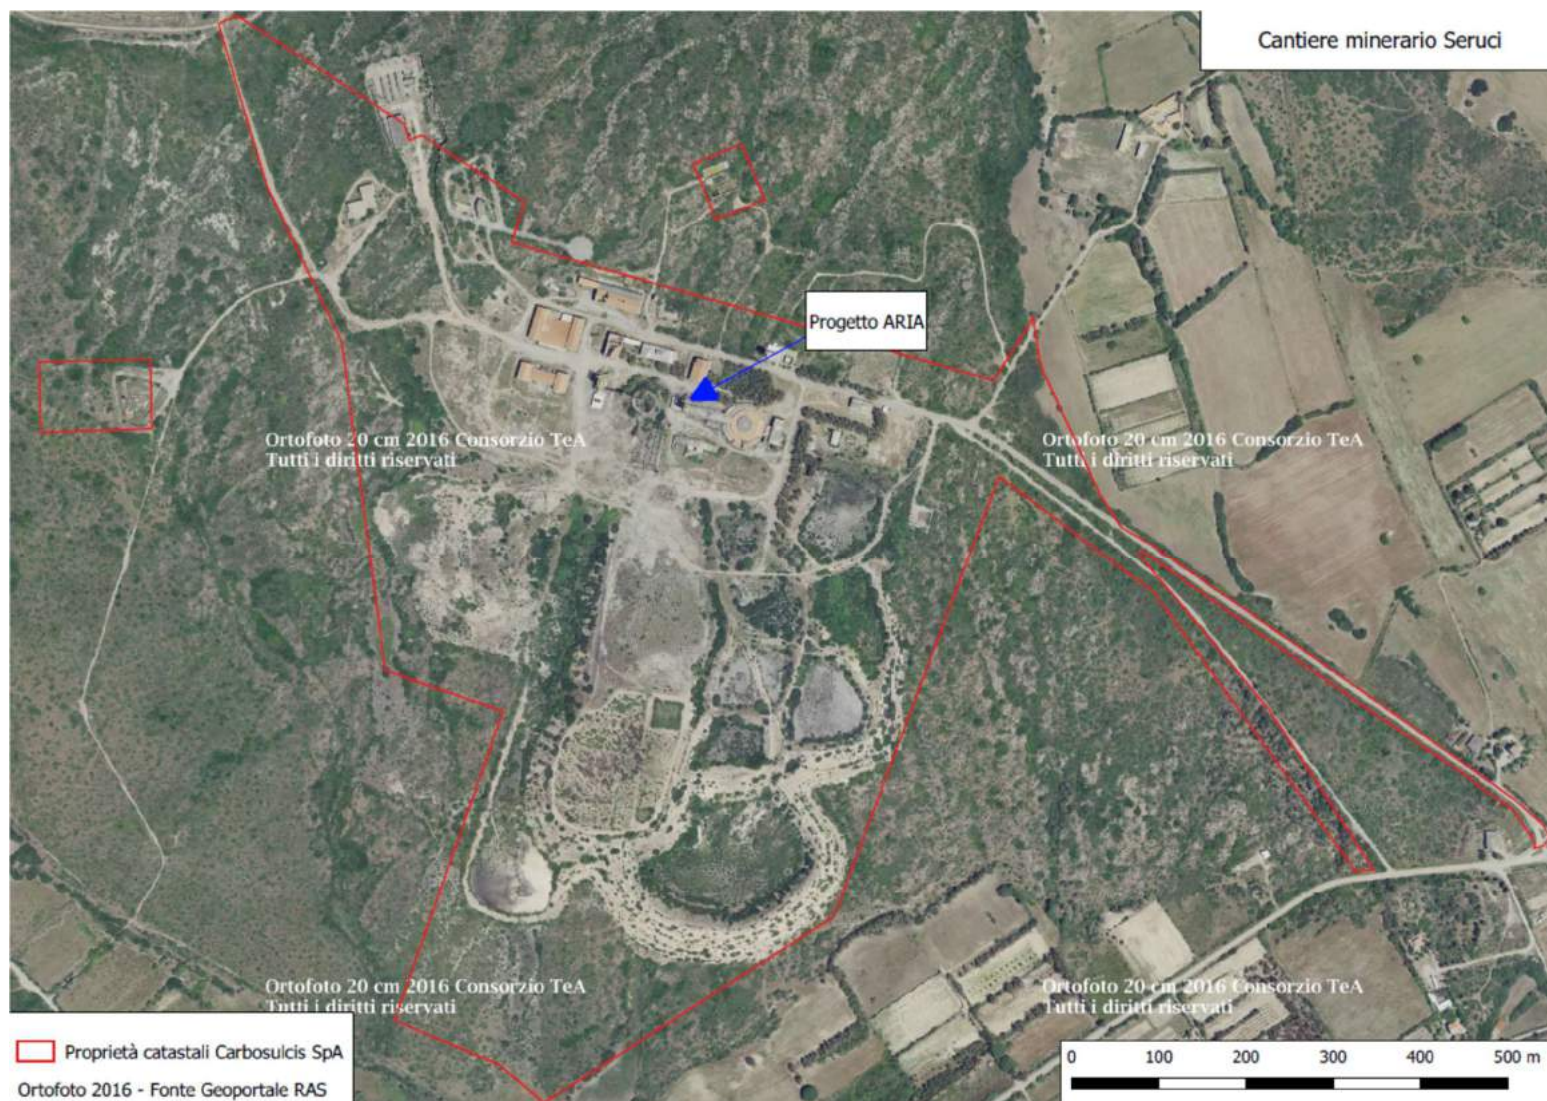 Cantiere minerario Seruci
Progetto ARIA
Ortofoto 20 cm 2016 Consorzio TeA
Tutti i diritti riservati
Ortofoto 20 cm 2016 Consorzio TeA
Tutti i diritti riservati
Ortofoto 20 cm 2016 Consorzio TeA
Tutti i diritti riservati
Ortofoto 20 cm 2016 Consorzio TeA
Tutti i diritti riservati
Proprietà catastali Carbosulcis SpA
Ortofoto 2016 - Fonte Geoportale RAS
0 100 200 300 400 500 m